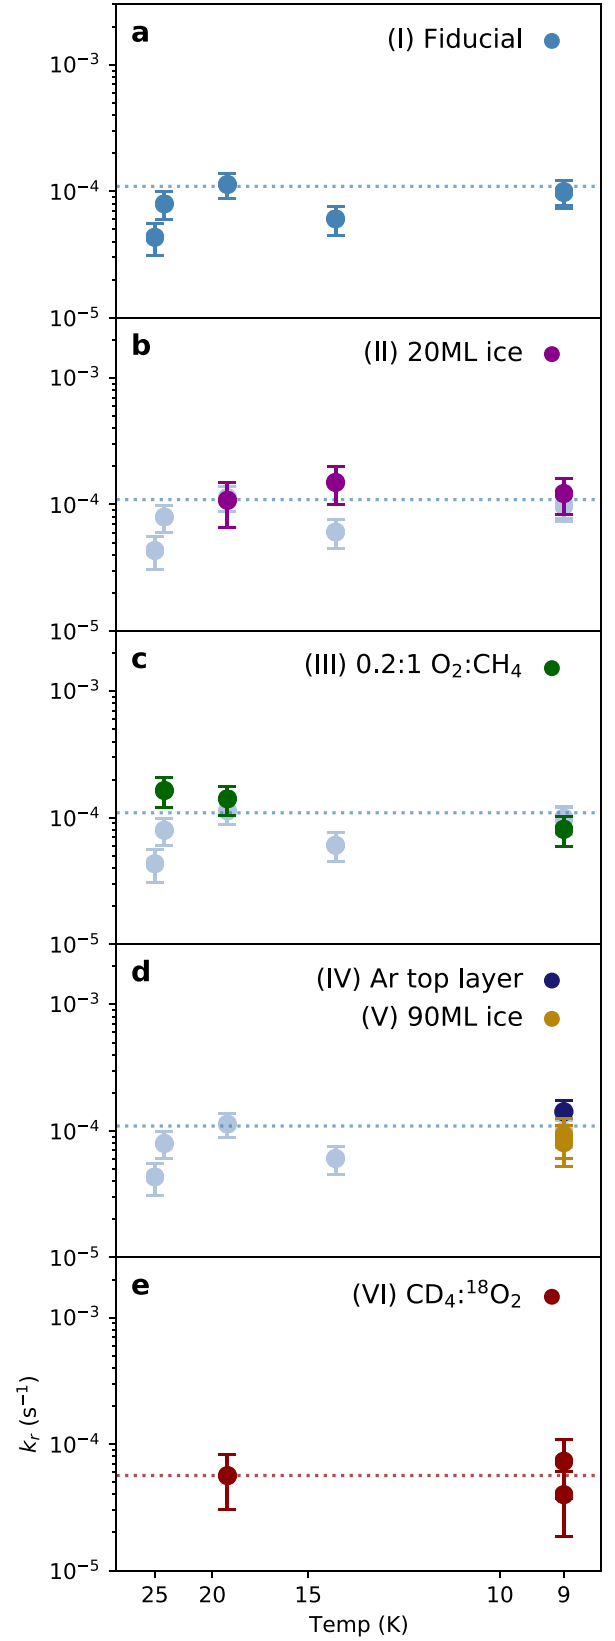 a
(I) Fiducial
10⁻³
10⁻⁴
10⁻⁵
b
(II) 20ML ice
10⁻³
10⁻⁴
10⁻⁵
c
(III) 0.2:1 O₂:CH₄
10⁻³
10⁻⁴
10⁻⁵
d
(IV) Ar top layer
(V) 90ML ice
10⁻³
10⁻⁴
10⁻⁵
e
(VI) CD₄:¹⁸O₂
10⁻³
10⁻⁴
10⁻⁵
kᵣ (s⁻¹)
25 20 15 10 9
Temp (K)